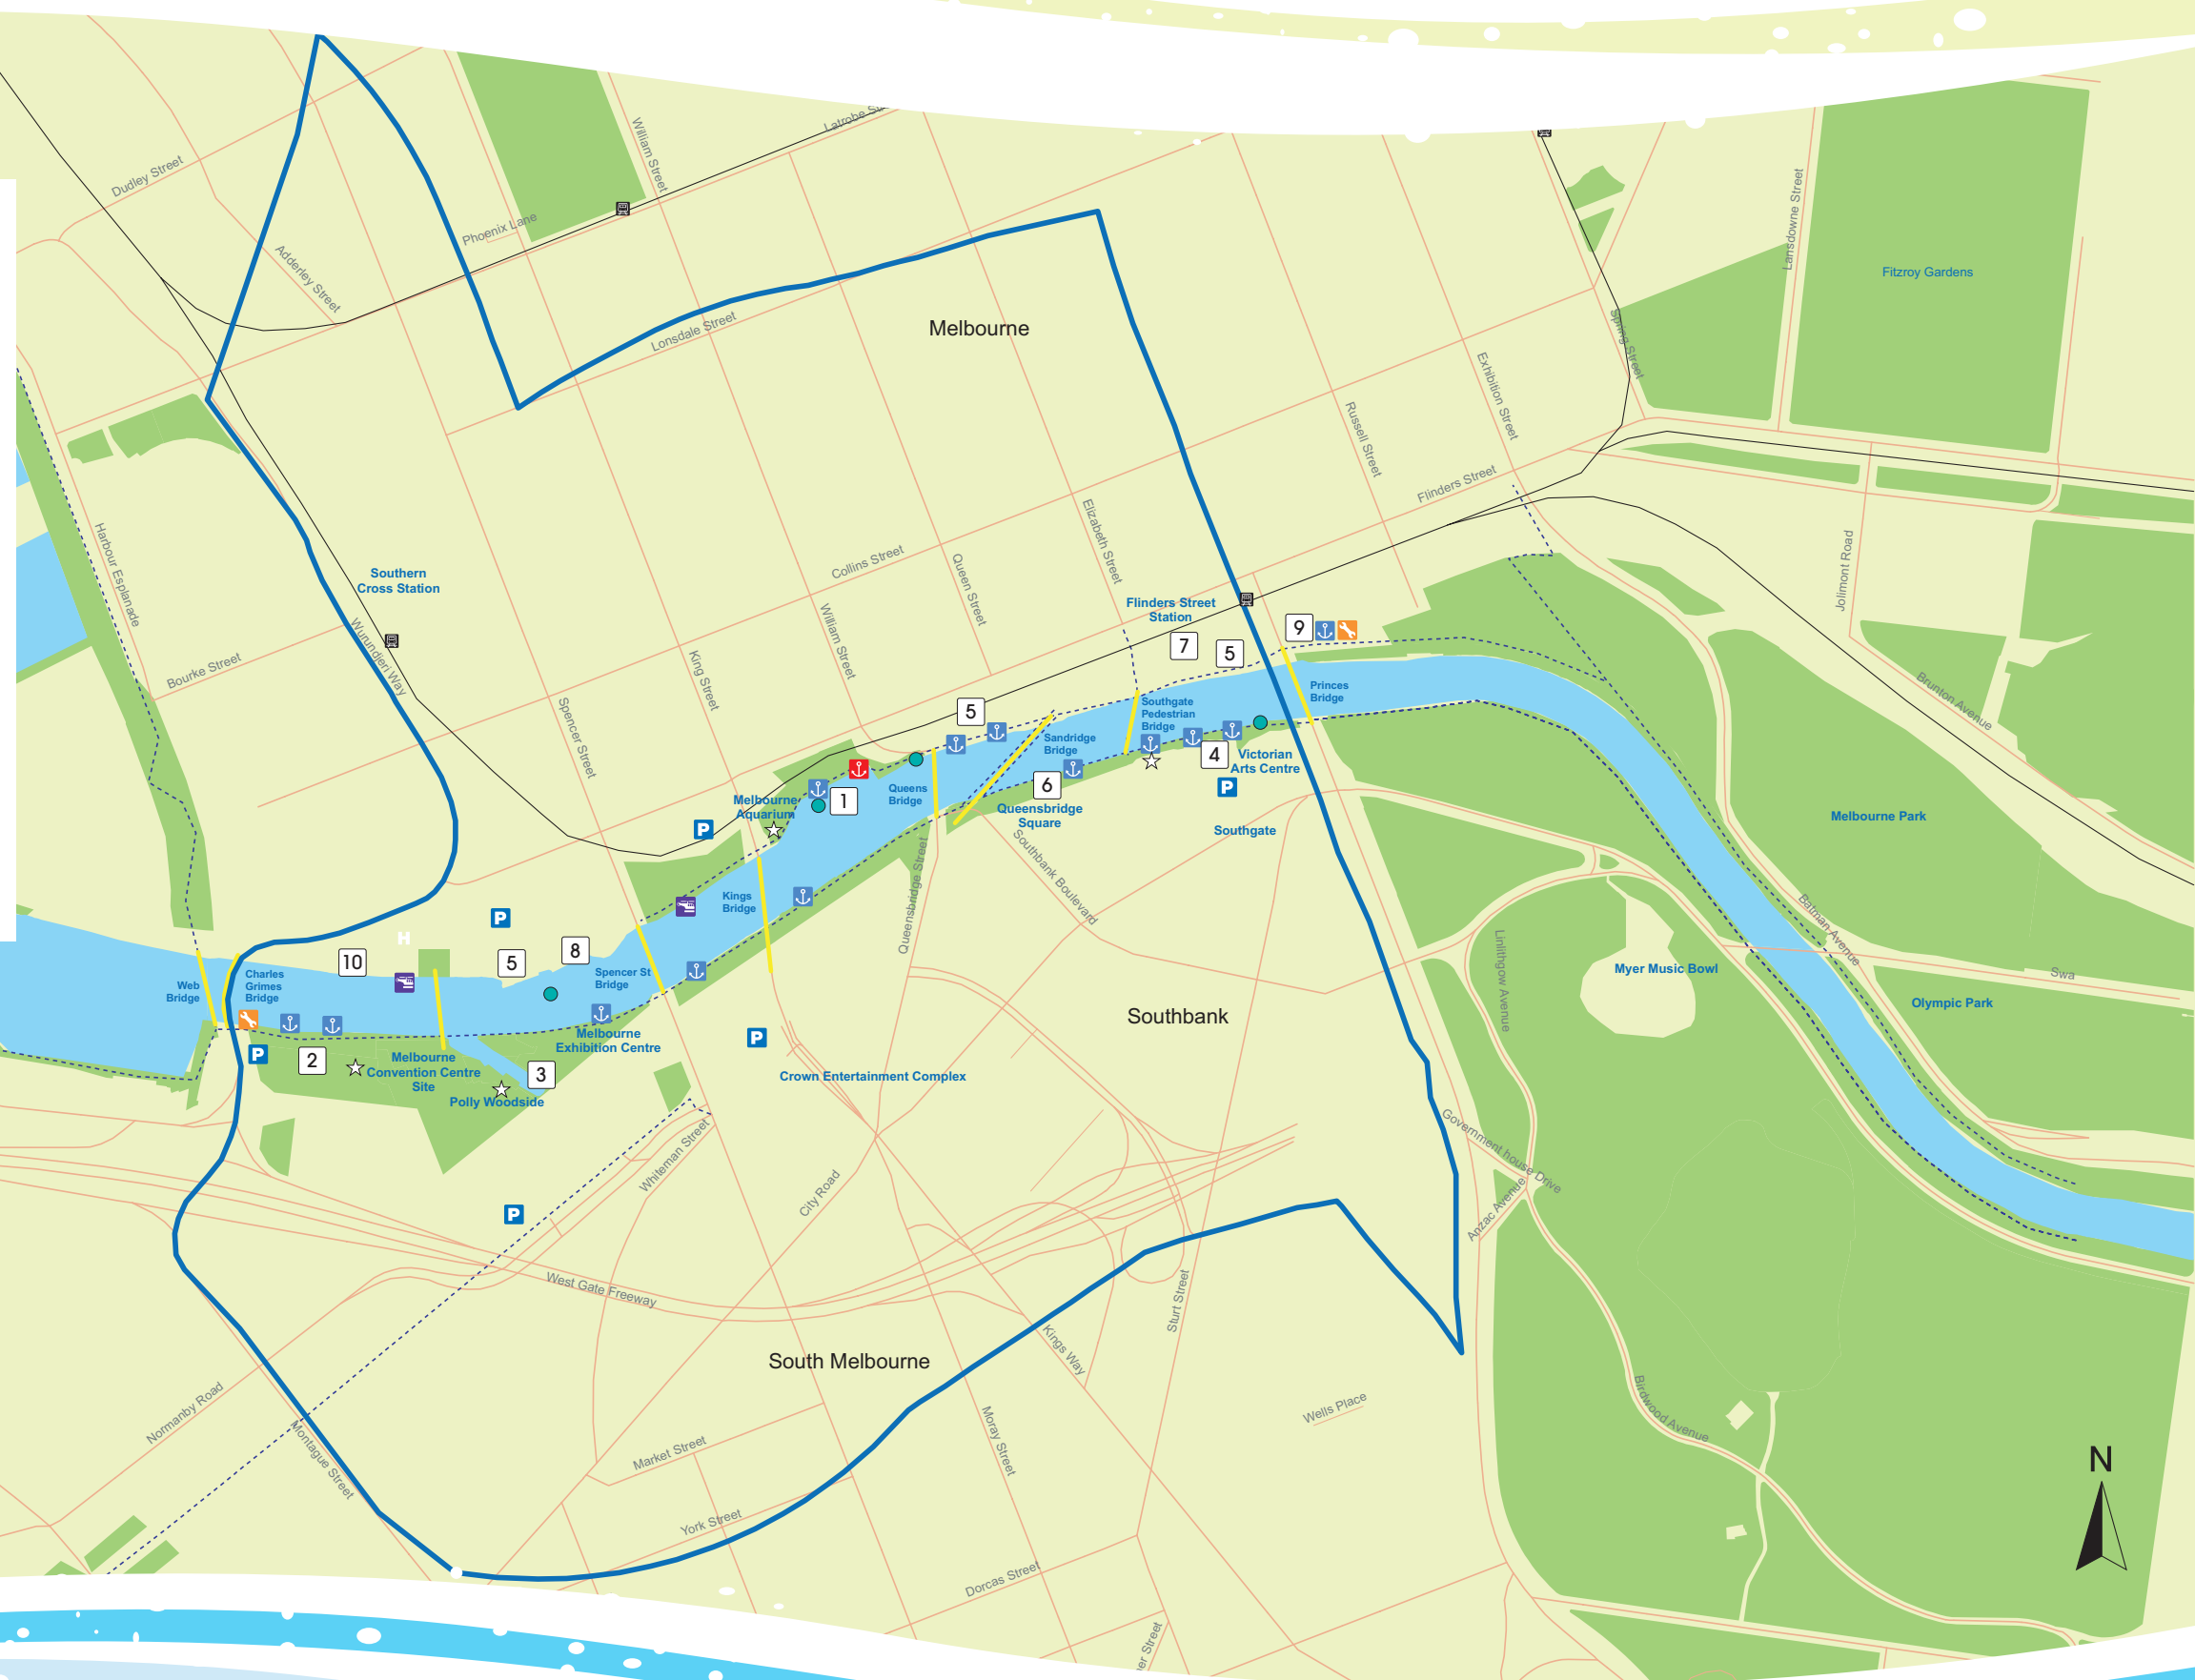 Latrobe St
William Street
Dudley Street
Phoenix Lane
Adderley Street
Lansdowne Street
Fitzroy Gardens
Melbourne
Lonsdale Street
Spring Street
Exhibition Street
Russell Street
Flinders Street
Elizabeth Street
Collins Street
Queen Street
Harbour Esplanade
Southern
Cross Station
Jolimont Road
Flinders Street
Station
William Street
Wurundjeri Way
Bourke Street
King Street
Spencer Street
9
7
5
5
Princes
Bridge
Southgate
Pedestrian
Bridge
Sandridge
Bridge
4
Victorian
Arts Centre
P
6
Queensbridge
Square
Southgate
Brunton Avenue
Queens
Bridge
1
Melbourne
Aquarium
P
Melbourne Park
Southbank Boulevard
Queensbridge Street
Kings
Bridge
P
H
10
5
8
Spencer St
Bridge
Charles
Grimes
Bridge
Web
Bridge
Batman Avenue
Linlithgow Avenue
Myer Music Bowl
Swa
Olympic Park
Southbank
Melbourne
Exhibition Centre
P
P
2
Melbourne
Convention Centre
Site
3
Polly Woodside
Crown Entertainment Complex
Whiteman Street
Government house Drive
Anzac Avenue
City Road
P
West Gate Freeway
Sturt Street
Kings Way
South Melbourne
Normanby Road
Montague Street
Market Street
Moray Street
Wells Place
Birdwood Avenue
York Street
Dorcas Street
er Street
N